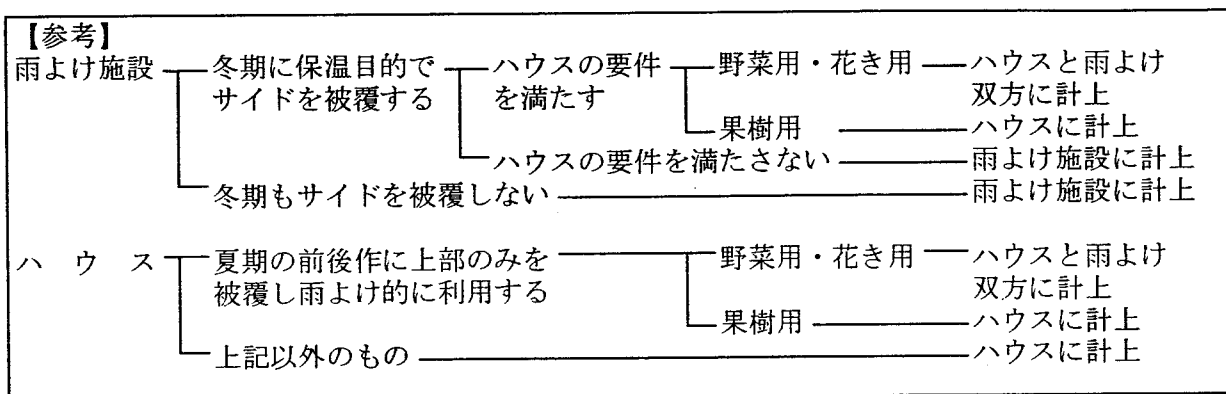 【参考】
雨よけ施設 冬期に保温目的で ハウスの要件 野菜用・花き用 ハウスと雨よけ
サイドを被覆する を満たす 双方に計上
果樹用 ハウスに計上
ハウスの要件を満たさない 雨よけ施設に計上
冬期もサイドを被覆しない 雨よけ施設に計上
ハ ウ ス 夏期の前後作に上部のみを 野菜用・花き用 ハウスと雨よけ
被覆し雨よけ的に利用する 双方に計上
果樹用 ハウスに計上
上記以外のもの ハウスに計上